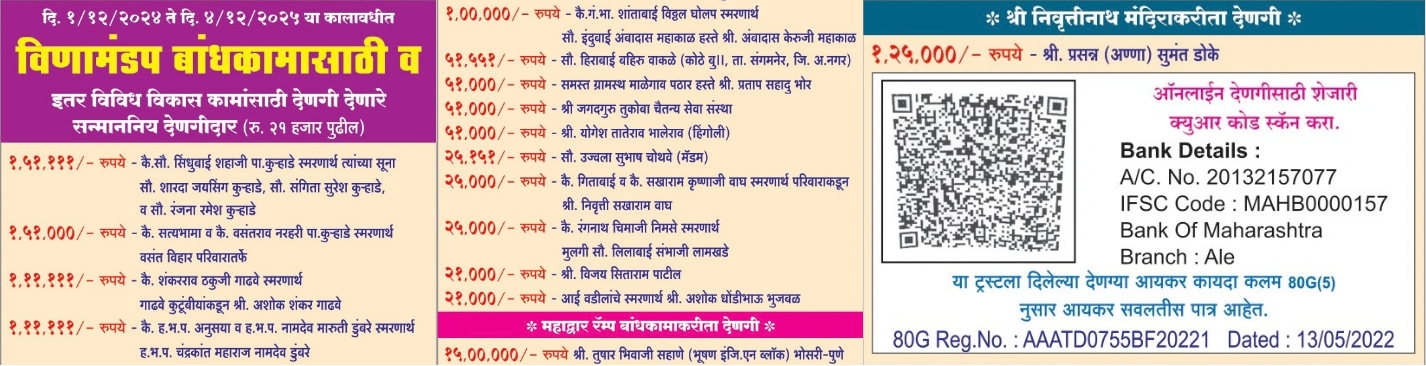 दि. १/१२/२०२४ ते दि. ४/१२/२०२५ या कालावधीत
विणामंडप बांधकामासाठी व
इतर विविध विकास कामांसाठी देणगी देणारे
सन्माननिय देणगीदार (रु. २१ हजार पुढील)
१,५१,१११/- रुपये - कै.सौ. सिंधुबाई शहाजी पा.कुऱ्हाडे स्मरणार्थ त्यांच्या सूना
सौ. शारदा जयसिंग कुऱ्हाडे, सौ. संगिता सुरेश कुऱ्हाडे,
व सौ. रंजना रमेश कुऱ्हाडे
१,५१,०००/- रुपये - कै. सत्यभामा व कै. वसंतराव नरहरी पा.कुऱ्हाडे स्मरणार्थ
वसंत विहार परिवारातर्फे
१,११,१११/- रुपये - कै. शंकरराव ठकुजी गाढवे स्मरणार्थ
गाढवे कुटूंबीयांकडून श्री. अशोक शंकर गाढवे
१,११,१११/- रुपये - कै. ह.भ.प. अनुसया व ह.भ.प. नामदेव मारुती डुंबरे स्मरणार्थ
ह.भ.प. चंद्रकांत महाराज नामदेव डुंबरे
१,००,०००/- रुपये - कै.गं.भा. शांताबाई विठ्ठल घोलप स्मरणार्थ
सौ. इंदुवाई अंबादास महाकाळ हस्ते श्री. अंबादास केरुजी महाकाळ
५१,५५१/- रुपये - सौ. हिराबाई बहिरु वाकळे (कोठे बु॥, ता. संगमनेर, जि. अ.नगर)
५१,०००/- रुपये - समस्त ग्रामस्थ माळेगाव पठार हस्ते श्री. प्रताप सहादु भोर
५१,०००/- रुपये - श्री जगदगुरु तुकोबा चैतन्य सेवा संस्था
५१,०००/- रुपये - श्री. योगेश तातेराव भालेराव (हिंगोली)
२५,१५१/- रुपये - सौ. उज्वला सुभाष चोथवे (मॅडम)
२५,०००/- रुपये - कै. गिताबाई व कै. सखाराम कृष्णाजी वाघ स्मरणार्थ परिवाराकडून
श्री. निवृत्ती सखाराम वाघ
२५,०००/- रुपये - कै. रंगनाथ चिमाजी निमसे स्मरणार्थ
मुलगी सौ. लिलाबाई संभाजी लामखडे
२१,०००/- रुपये - श्री. विजय सिताराम पाटील
२१,०००/- रुपये - आई वडीलांचे स्मरणार्थ श्री. अशोक धोंडीभाऊ भुजबळ
* महाद्वार रॅम्प बांधकामाकरीता देणगी *
१५,००,०००/- रुपये श्री. तुषार भिवाजी सहाणे (भूषण इंजि.एन ब्लॉक) भोसरी-पुणे
* श्री निवृत्तीनाथ मंदिराकरीता देणगी *
१,२५,०००/- रुपये - श्री. प्रसन्न (अण्णा) सुमंत डोके
ऑनलाईन देणगीसाठी शेजारी
क्युआर कोड स्कॅन करा.
Bank Details :
A/C. No. 20132157077
IFSC Code : MAHB0000157
Bank Of Maharashtra
Branch : Ale
या ट्रस्टला दिलेल्या देणग्या आयकर कायदा कलम 80G(5)
नुसार आयकर सवलतीस पात्र आहेत.
80G Reg.No. : AAATD0755BF20221 Dated : 13/05/2022